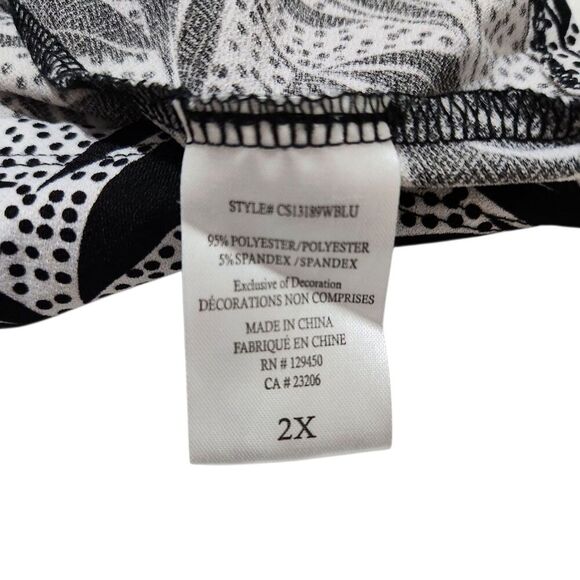 STYLE# CS13189WBLU
95% POLYESTER/POLYESTER
5% SPANDEX /SPANDEX
Exclusive of Decoration
DÉCORATIONS NON COMPRISES
MADE IN CHINA
FABRIQUÉ EN CHINE
RN # 129450
CA # 23206
2X